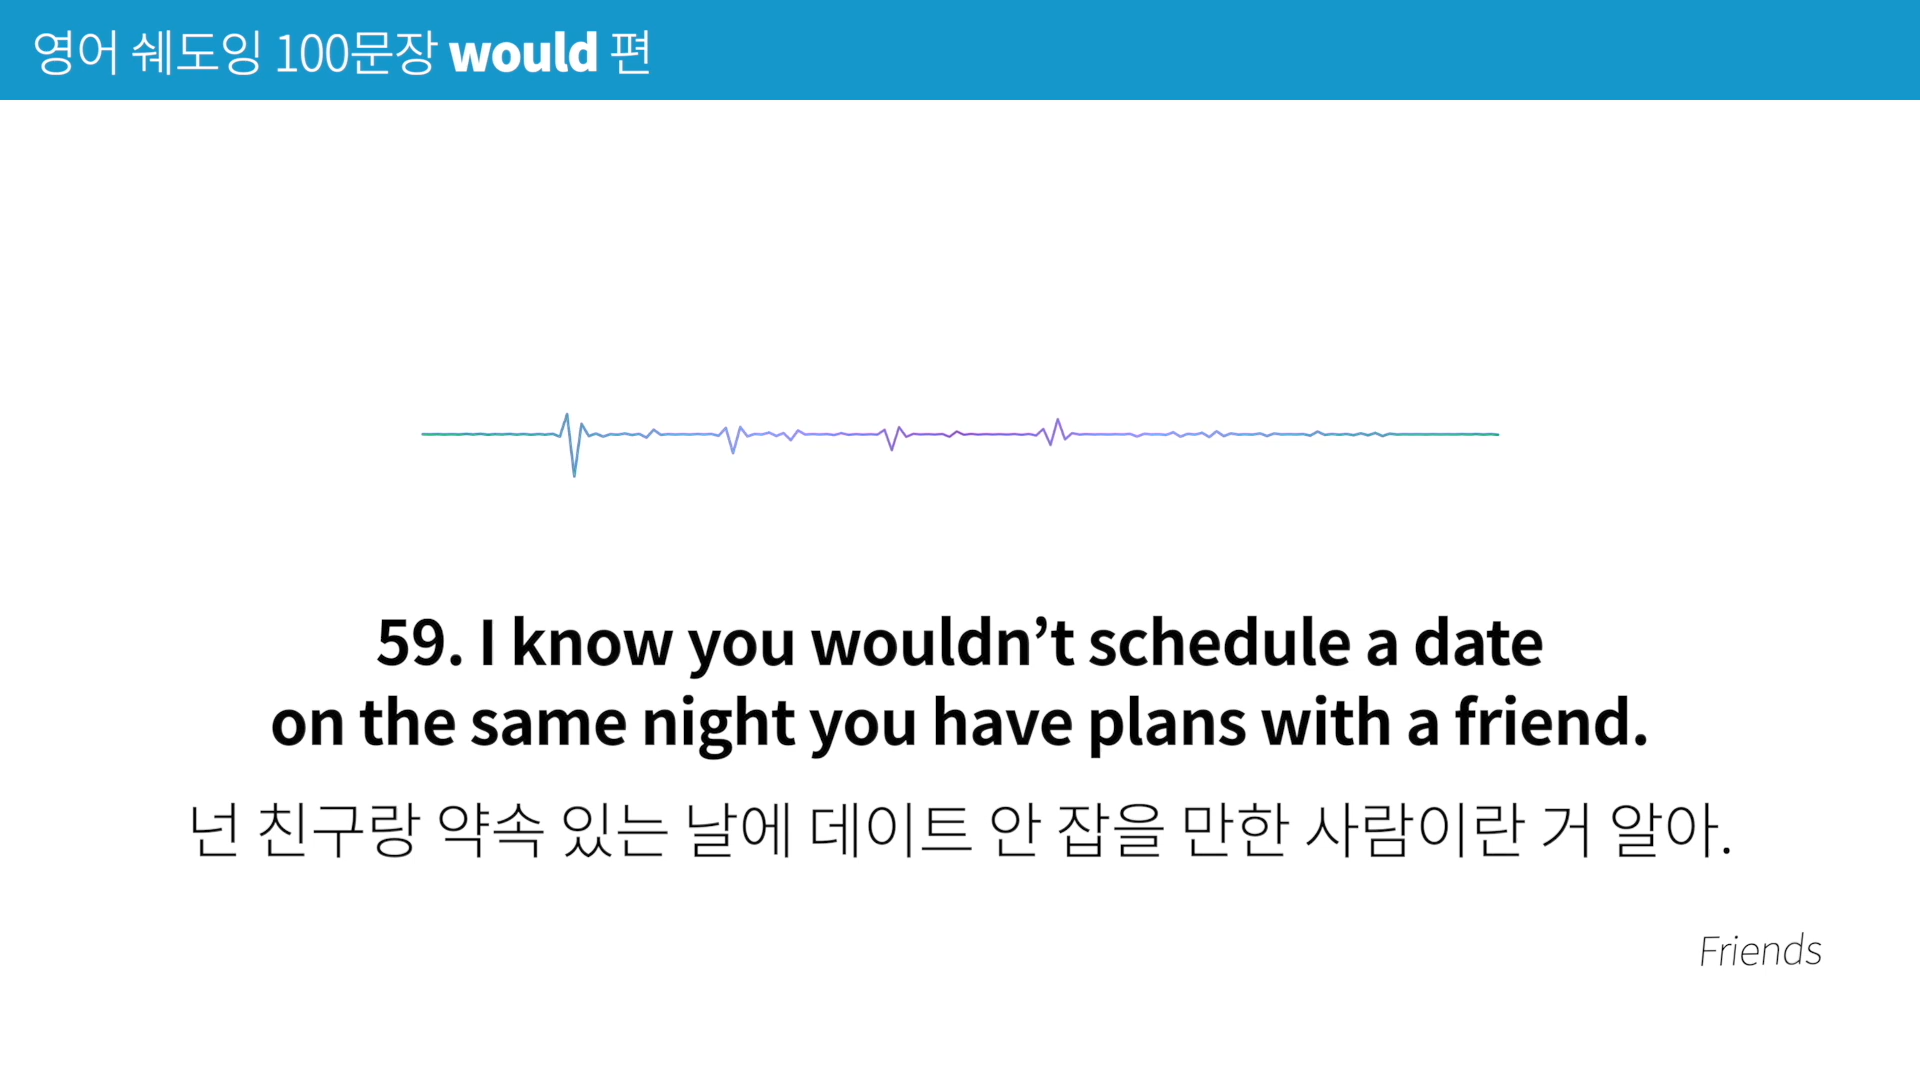 영어 쉐도잉 100문장 would 편
59. I know you wouldn’t schedule a date
on the same night you have plans with a friend.
넌 친구랑 약속 있는 날에 데이트 안 잡을 만한 사람이란 거 알아.
Friends